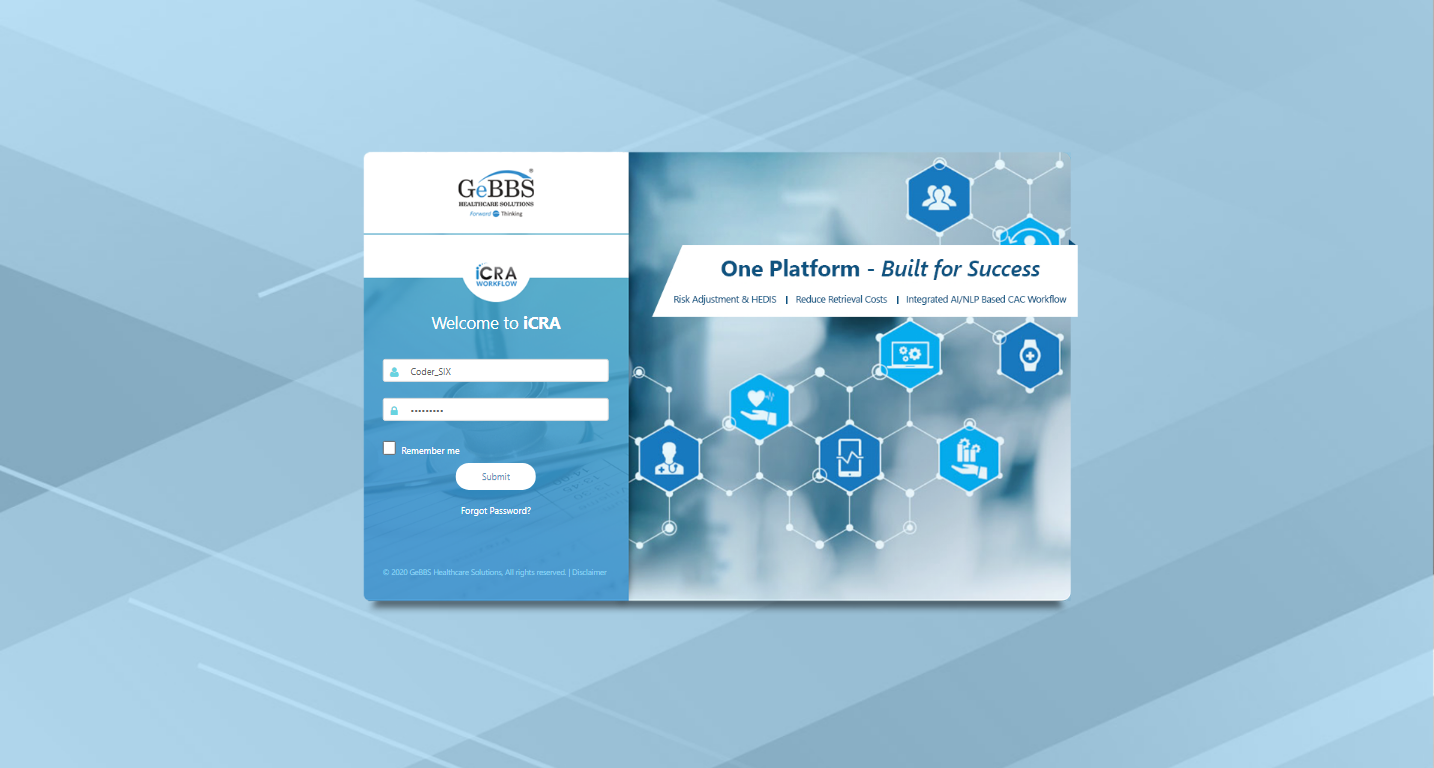 GeBBS®
HEALTHCARE SOLUTIONS
Forward Thinking
iCRA
WORKFLOW
Welcome to iCRA
Coder_SIX
•••••••••
Remember me
Submit
Forgot Password?
© 2020 GeBBS Healthcare Solutions, All rights reserved. | Disclaimer
One Platform - Built for Success
Risk Adjustment & HEDIS | Reduce Retrieval Costs | Integrated AI/NLP Based CAC Workflow